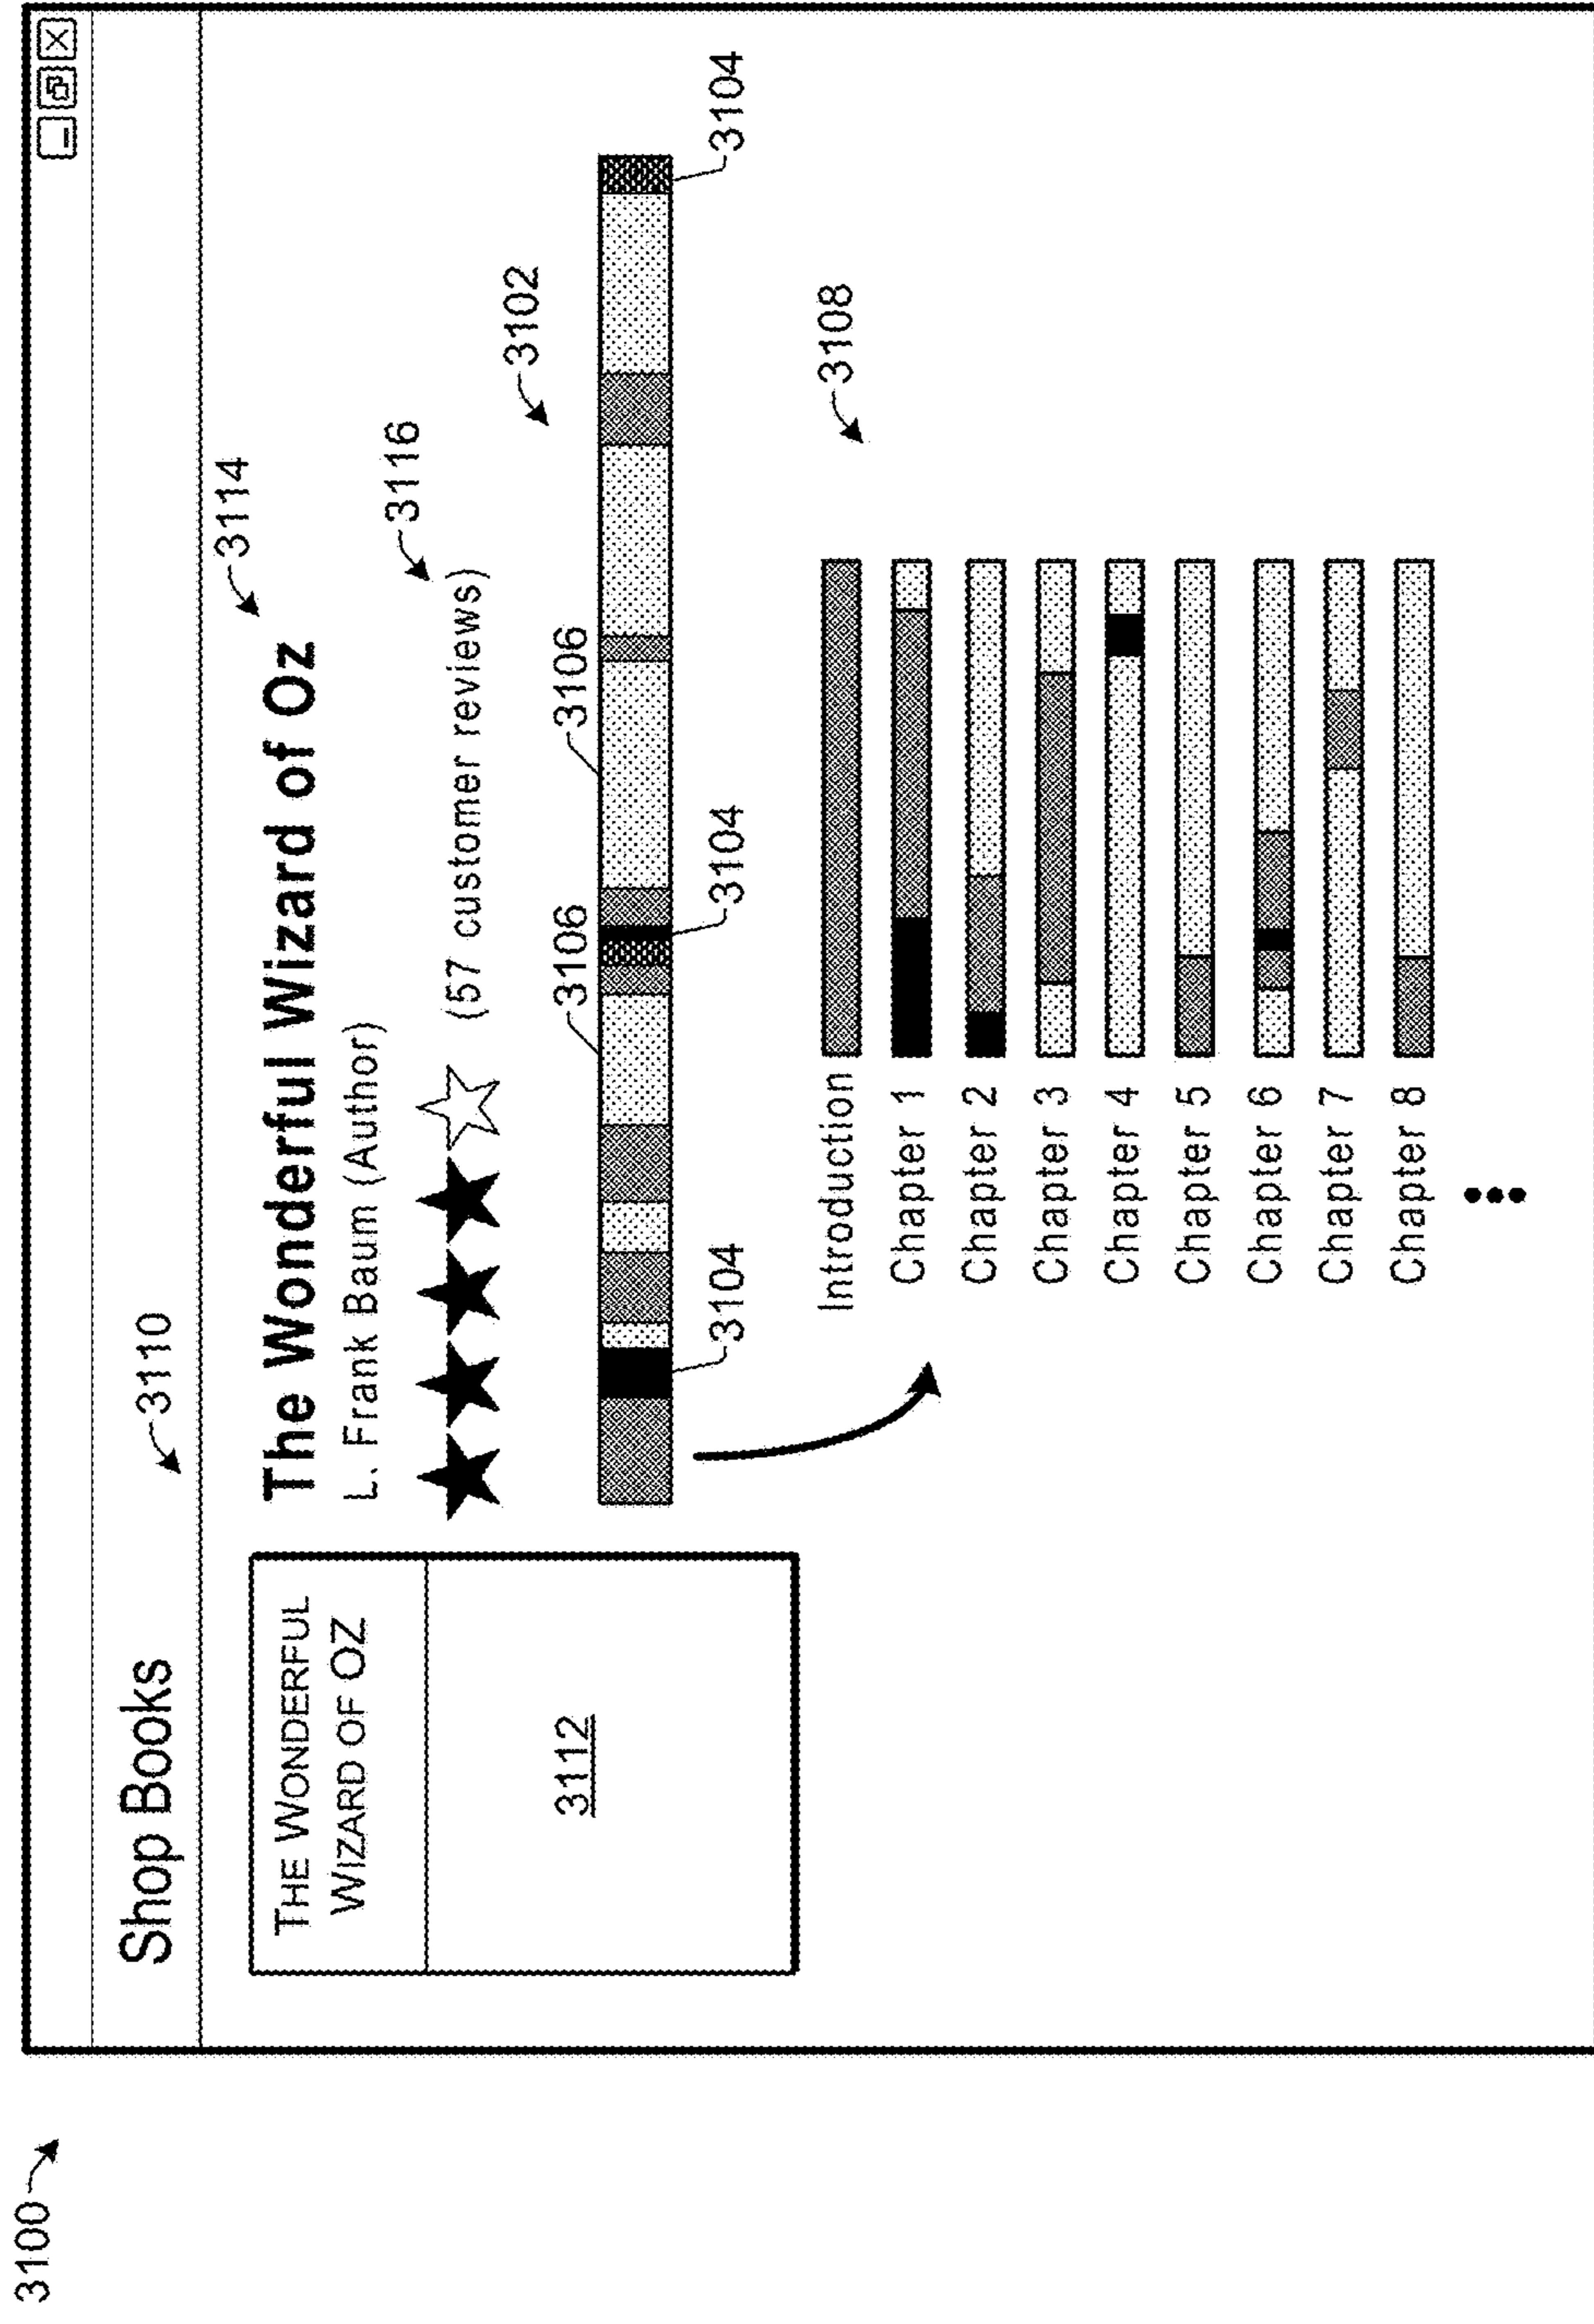 3100
Shop Books
3110
THE WONDERFUL
WIZARD OF OZ
3112
The Wonderful Wizard of Oz
3114
L. Frank Baum (Author)
(57 customer reviews)
3116
3102
3106
3106
3104
3104
3104
3108
Introduction
Chapter 1
Chapter 2
Chapter 3
Chapter 4
Chapter 5
Chapter 6
Chapter 7
Chapter 8